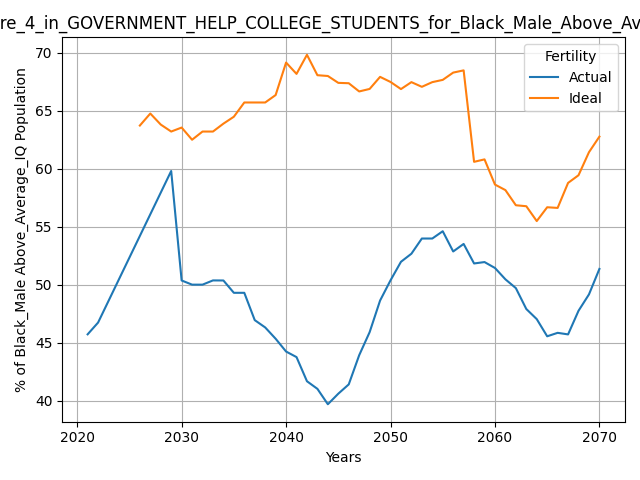 re_4_in_GOVERNMENT_HELP_COLLEGE_STUDENTS_for_Black_Male_Above_Av
% of Black_Male Above_Average_IQ Population
70
65
60
55
50
45
40
Fertility
Actual
Ideal
2020 2030 2040 2050 2060 2070
Years